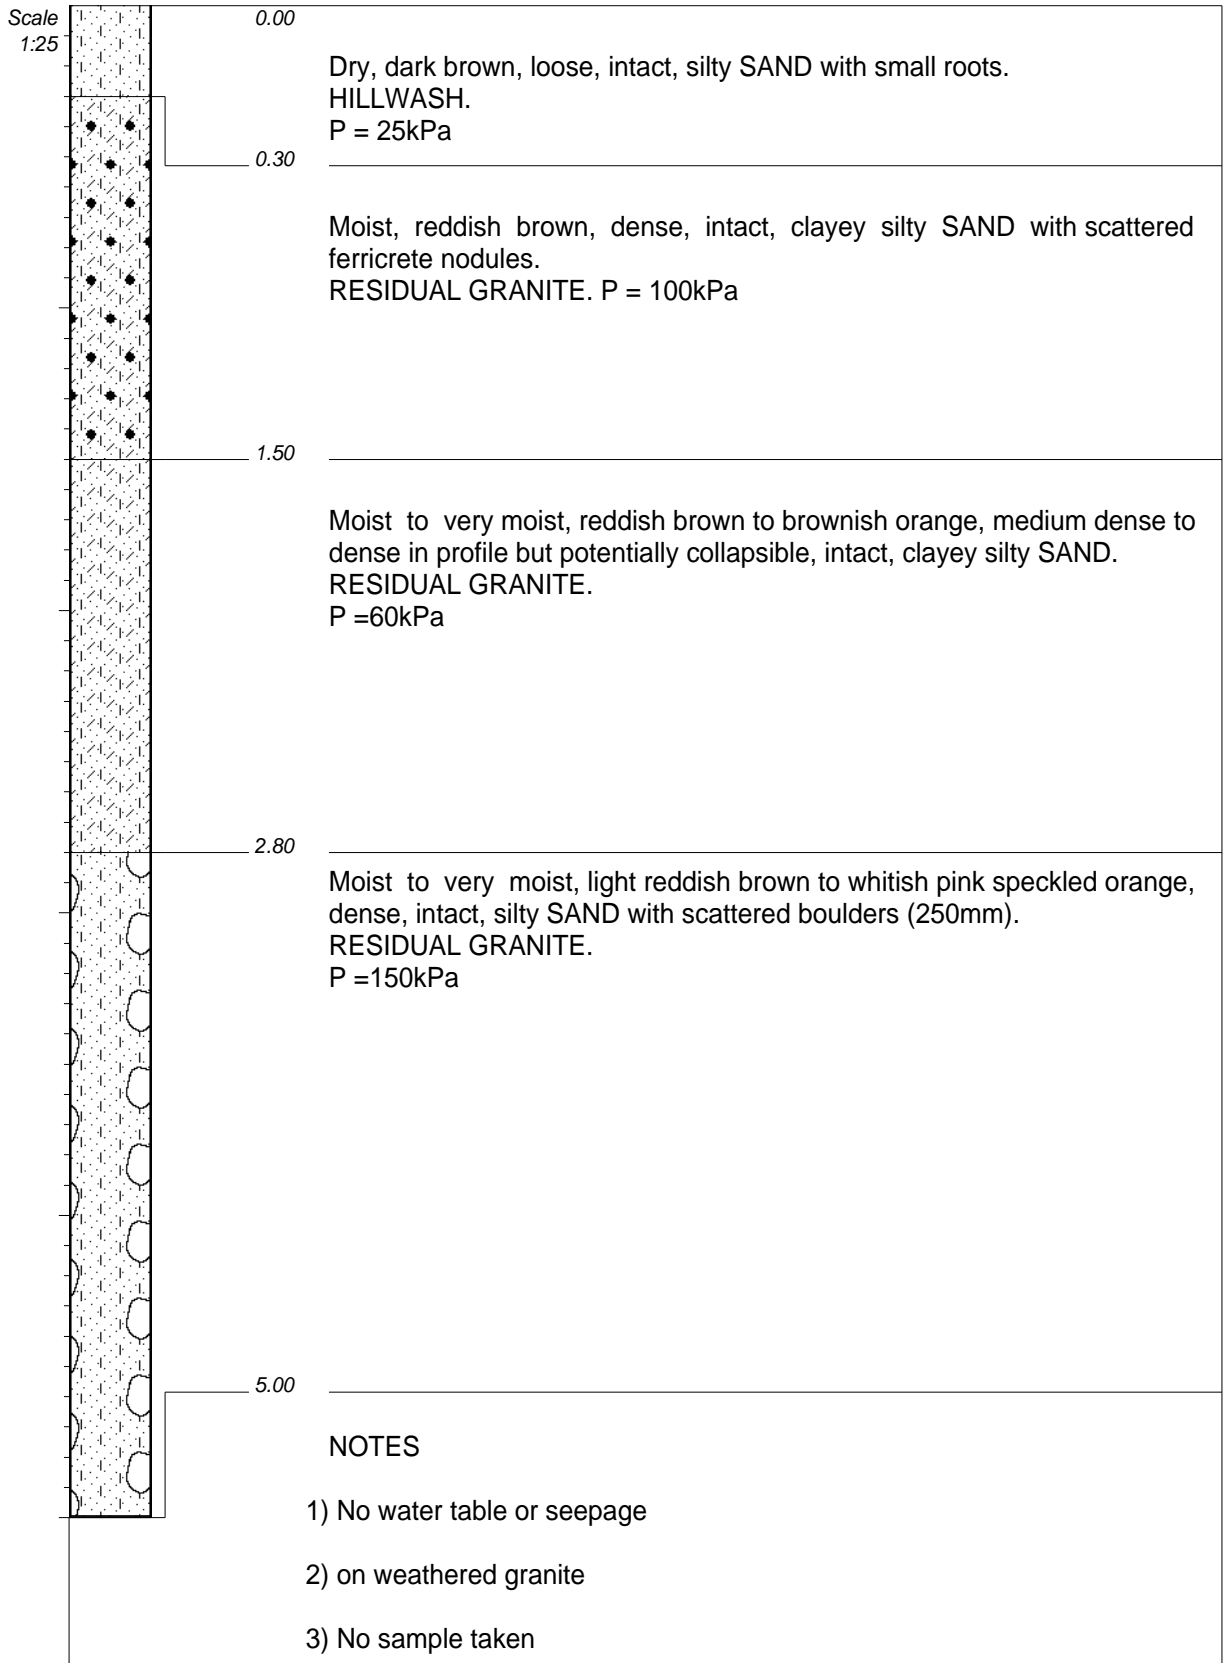 Scale
1:25
0.00
Dry, dark brown, loose, intact, silty SAND with small roots.
HILLWASH.
P = 25kPa
0.30
Moist, reddish brown, dense, intact, clayey silty SAND with scattered
ferricrete nodules.
RESIDUAL GRANITE. P = 100kPa
1.50
Moist to very moist, reddish brown to brownish orange, medium dense to
dense in profile but potentially collapsible, intact, clayey silty SAND.
RESIDUAL GRANITE.
P =60kPa
2.80
Moist to very moist, light reddish brown to whitish pink speckled orange,
dense, intact, silty SAND with scattered boulders (250mm).
RESIDUAL GRANITE.
P =150kPa
5.00
NOTES
1) No water table or seepage
2) on weathered granite
3) No sample taken